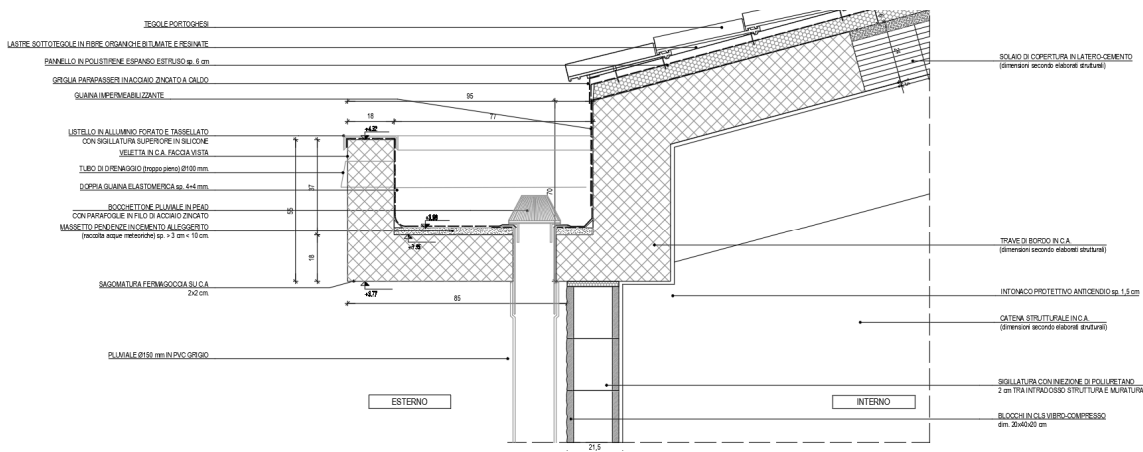 TEGOLE PORTOGHESI
LASTRE SOTTOTEGOLE IN FIBRE ORGANICHE BITUMATE E RESINATE
PANNELLO IN POLISTIRENE ESPANSO ESTRUSO sp. 6 cm
GRIGLIA PARAPASSERI IN ACCIAIO ZINCATO A CALDO
GUAINA IMPERMEABILIZZANTE
LISTELLO IN ALLUMINIO FORATO E TASSELLATO
CON SIGILLATURA SUPERIORE IN SILICONE
VELETTA IN C.A. FACCIA VISTA
TUBO DI DRENAGGIO (troppo pieno) Ø100 mm.
DOPPIA GUAINA ELASTOMERICA sp. 4+4 mm.
BOCCHETTONE PLUVIALE IN PEAD
CON PARAFOGLIE IN FILO DI ACCIAIO ZINCATO
MASSETTO PENDENZE IN CEMENTO ALLEGGERITO
(raccolta acque meteoriche) sp. > 3 cm < 10 cm.
SAGOMATURA FERMAGOCCIA SU C.A
2x2 cm.
PLUVIALE Ø150 mm IN PVC GRIGIO
95
18
77
55
37
18
70
85
+3.77
21,5
ESTERNO
INTERNO
SOLAIO DI COPERTURA IN LATERO-CEMENTO
(dimensioni secondo elaborati strutturali)
TRAVE DI BORDO IN C.A.
(dimensioni secondo elaborati strutturali)
INTONACO PROTETTIVO ANTICENDIO sp. 1,5 cm
CATENA STRUTTURALE IN C.A.
(dimensioni secondo elaborati strutturali)
SIGILLATURA CON INIEZIONE DI POLIURETANO
2 cm TRA INTRADOSSO STRUTTURA E MURATURA
BLOCCHI IN CLS VIBRO-COMPRESSO
dim. 20x40x20 cm